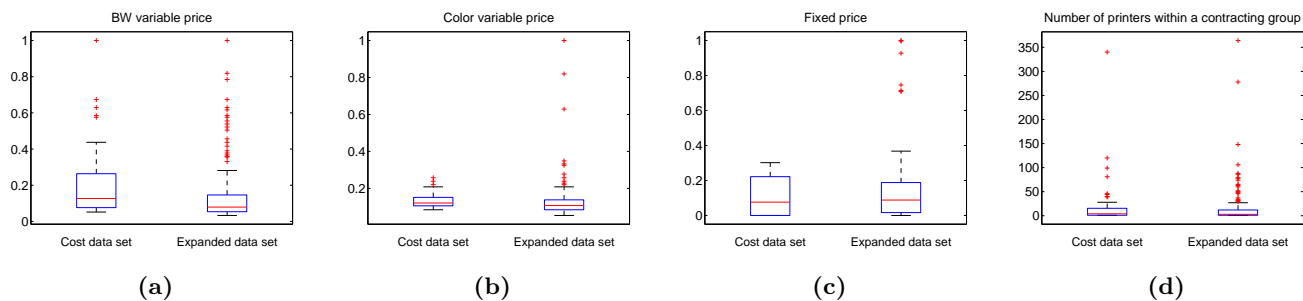 BW variable price
1
0.8
0.6
0.4
0.2
0
Cost data set Expanded data set
(a)
Color variable price
1
0.8
0.6
0.4
0.2
Cost data set Expanded data set
(b)
Fixed price
1
0.8
0.6
0.4
0.2
0
Cost data set Expanded data set
(c)
Number of printers within a contracting group
350
300
250
200
150
100
50
0
Cost data set Expanded data set
(d)